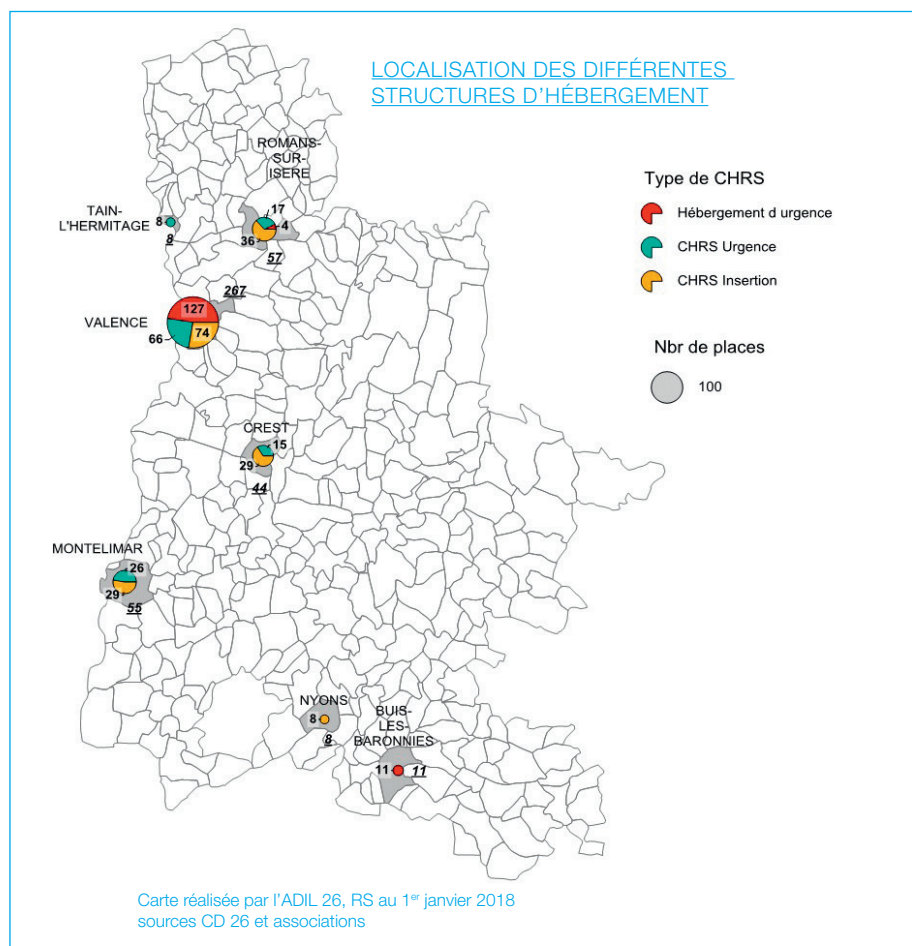 LOCALISATION DES DIFFÉRENTES
STRUCTURES D'HÉBERGEMENT
ROMANS-
SUR-
ISERE
17
4
36
57
TAIN-
L'HERMITAGE
8
8
267
127
VALENCE
74
66
CREST
15
29
44
MONTELIMAR
26
29
55
NYONS
8
8
BUIS-
LES-
BARONNIES
11
11
Type de CHRS
Hébergement d urgence
CHRS Urgence
CHRS Insertion
Nbr de places
100
Carte réalisée par l'ADIL 26, RS au 1er janvier 2018
sources CD 26 et associations